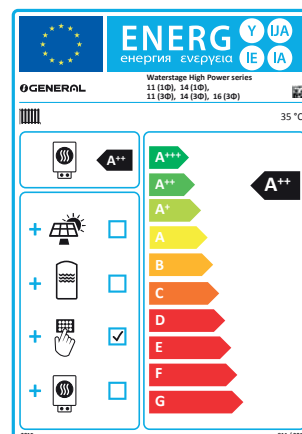 ENERG Y IJA
енергия ενεργεια IE IA
GENERAL
Waterstage High Power series
11 (1Φ), 14 (1Φ),
11 (3Φ), 14 (3Φ), 16 (3Φ)
35 °C
A++
+
+
+
+
A+++
A++
A+
A
B
C
D
E
F
G
A++